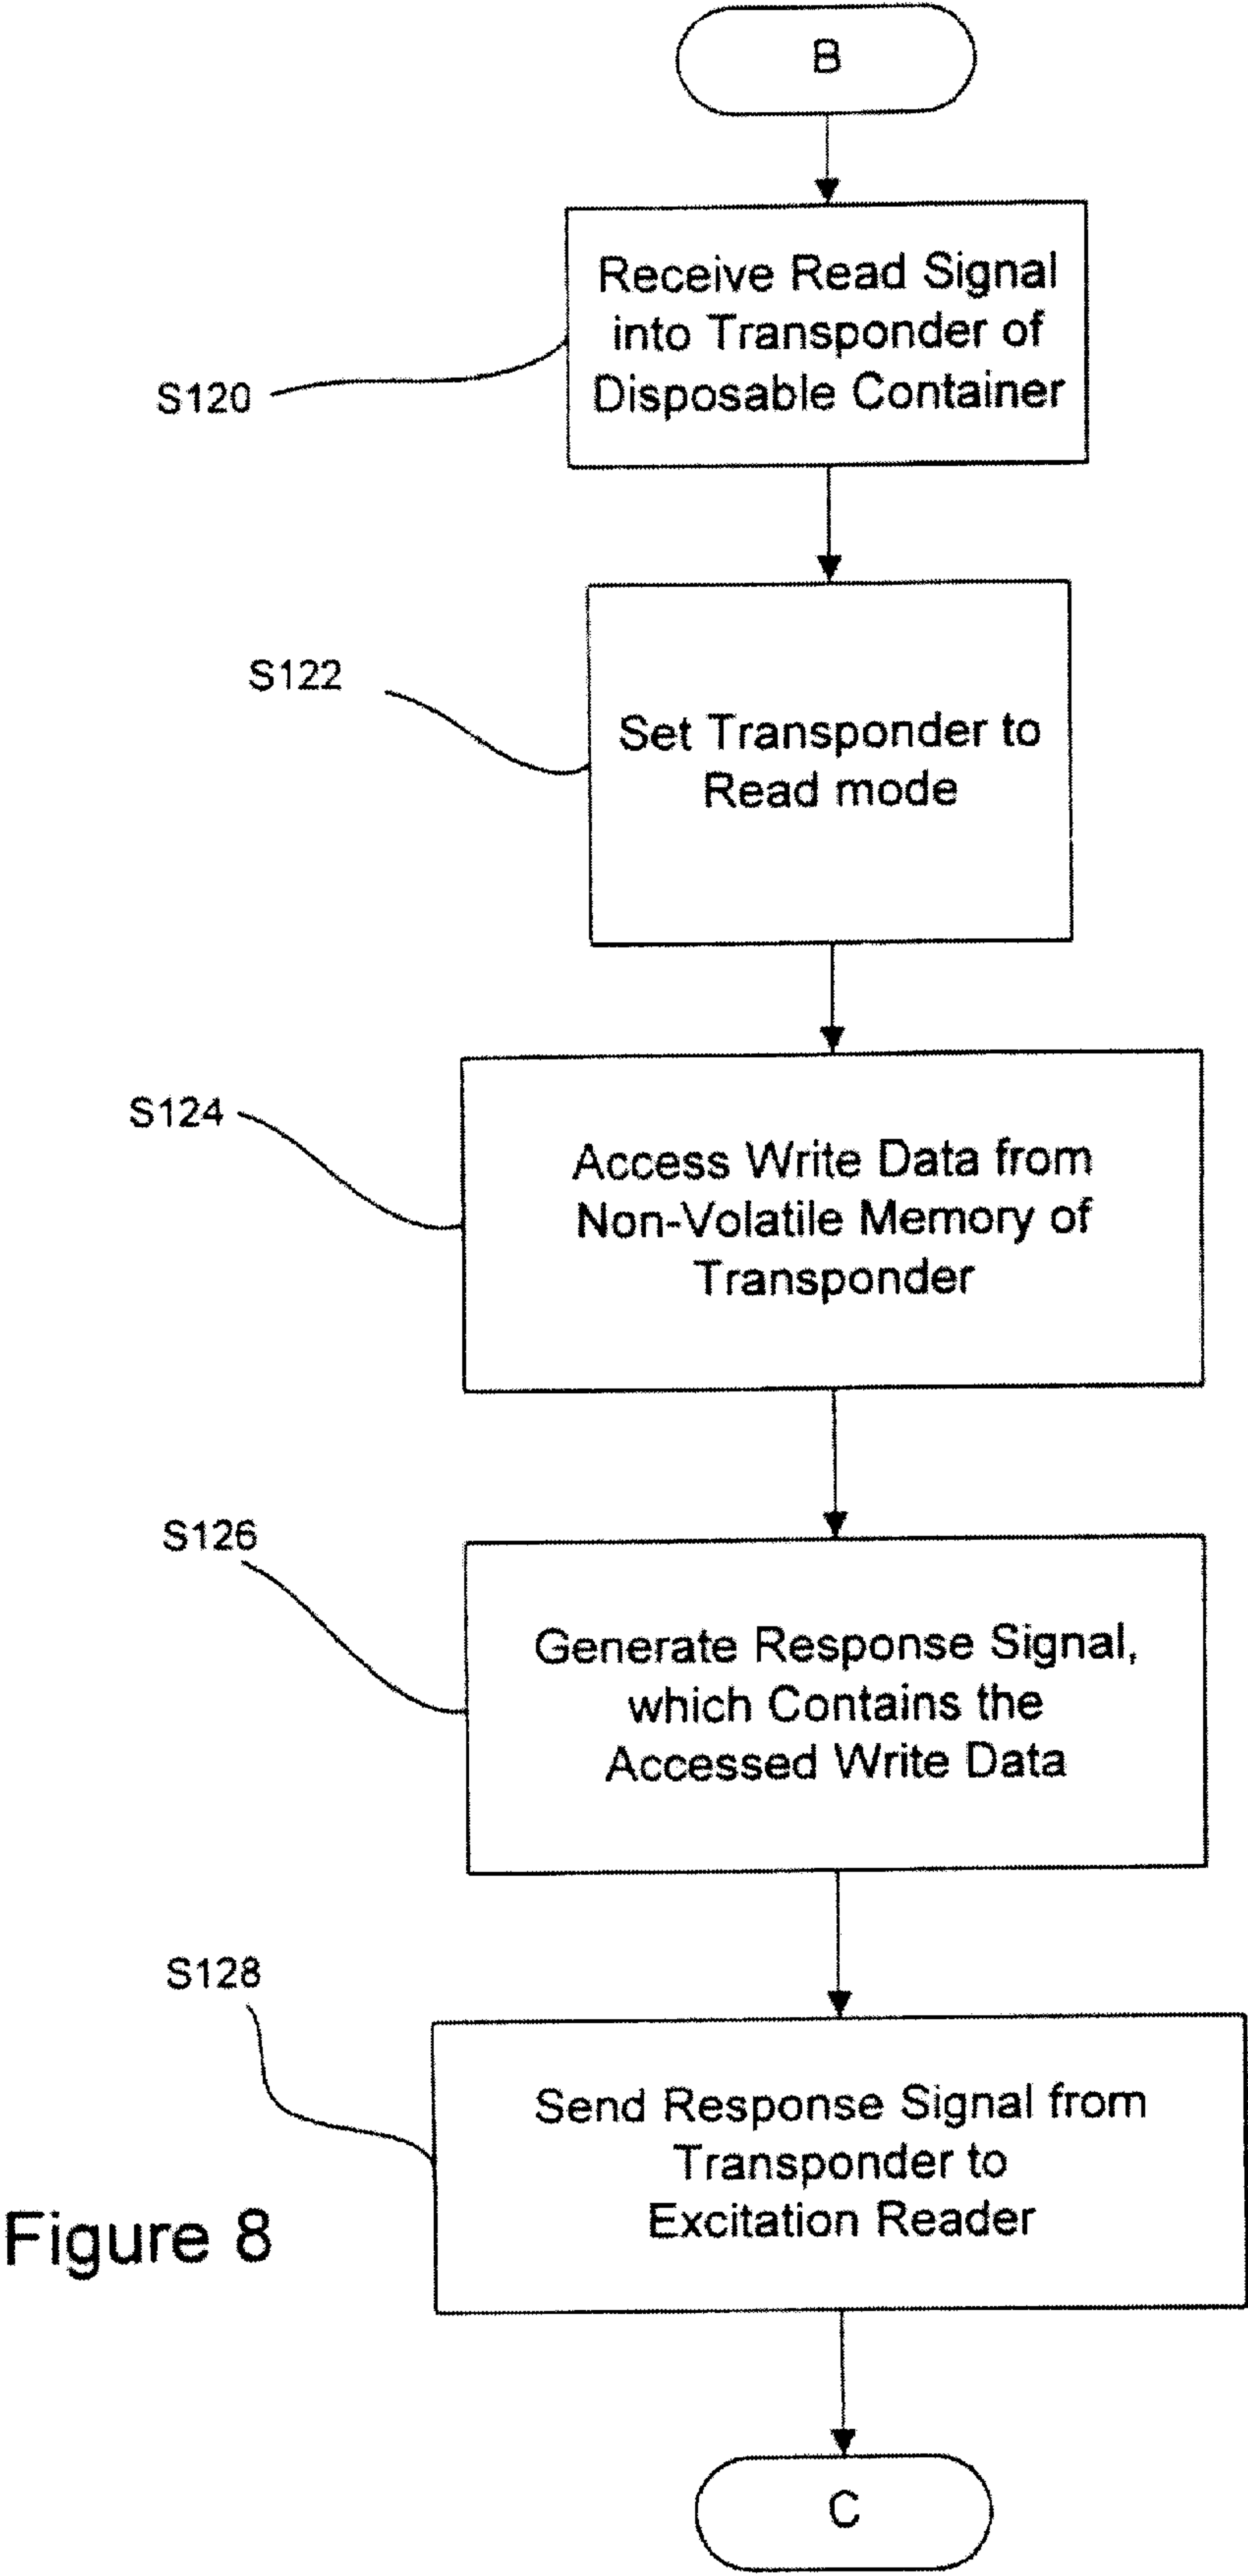 B
Receive Read Signal
into Transponder of
Disposable Container
S120
S122
Set Transponder to
Read mode
S124
Access Write Data from
Non-Volatile Memory of
Transponder
S126
Generate Response Signal,
which Contains the
Accessed Write Data
S128
Send Response Signal from
Transponder to
Excitation Reader
Figure 8
C